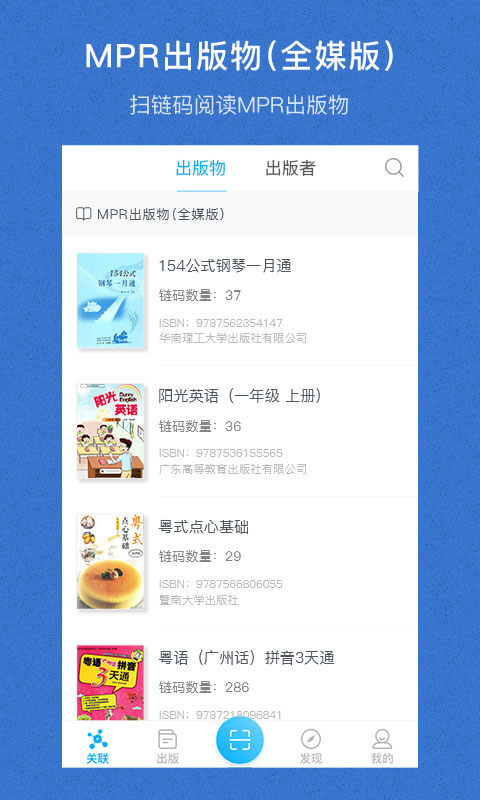 MPR出版物(全媒版)
扫链码阅读MPR出版物
出版物 出版者
MPR出版物(全媒版)
154公式
钢琴一月通
154公式钢琴一月通
链码数量：37
ISBN：9787562354147
华南理工大学出版社有限公司
Sunny English
阳光
英语
阳光英语（一年级 上册）
链码数量：36
ISBN：9787536155565
广东高等教育出版社有限公司
粤式
点心基础
粤式点心基础
链码数量：29
ISBN：9787566806055
暨南大学出版社
粤语
拼音
3天通
粤语（广州话）拼音3天通
链码数量：286
ISBN：9787218096841
关联 出版 发现 我的